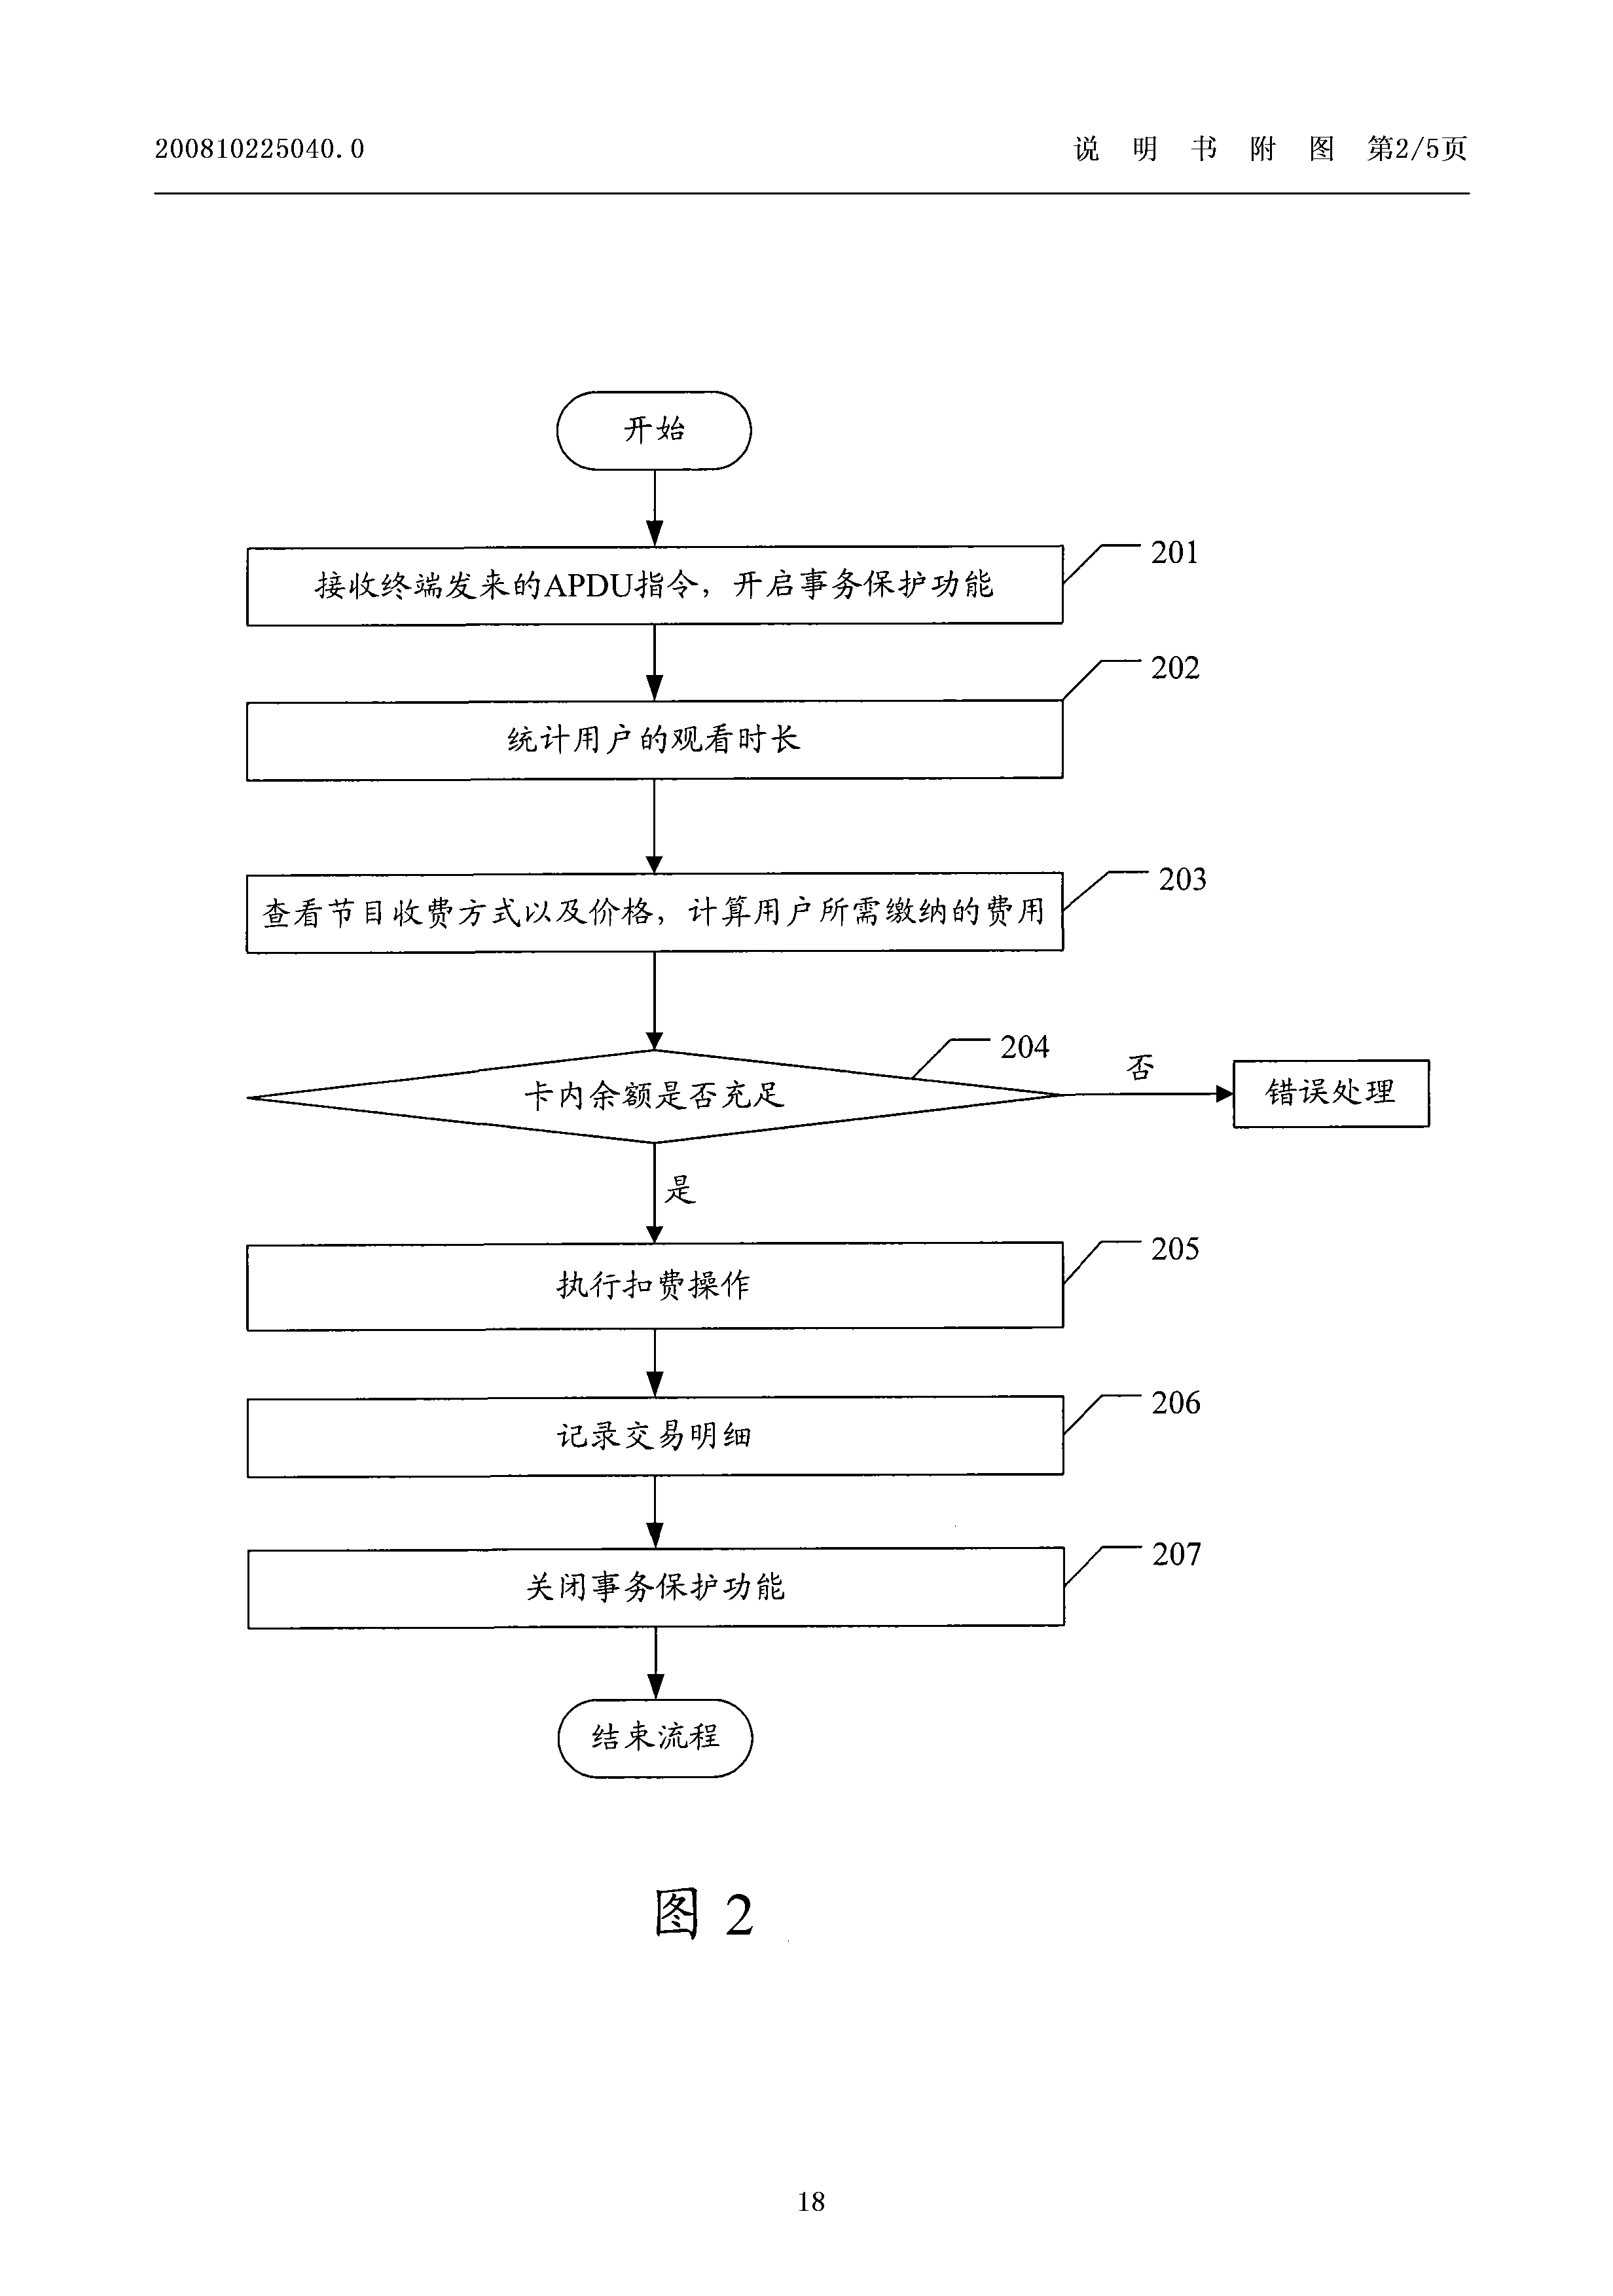 200810225040.0 说 明 书 附 图 第2/5页
开始
接收终端发来的APDU指令，开启事务保护功能
201
统计用户的观看时长
202
查看节目收费方式以及价格，计算用户所需缴纳的费用
203
卡内余额是否充足
204
否
错误处理
是
执行扣费操作
205
记录交易明细
206
关闭事务保护功能
207
结束流程
图 2
18